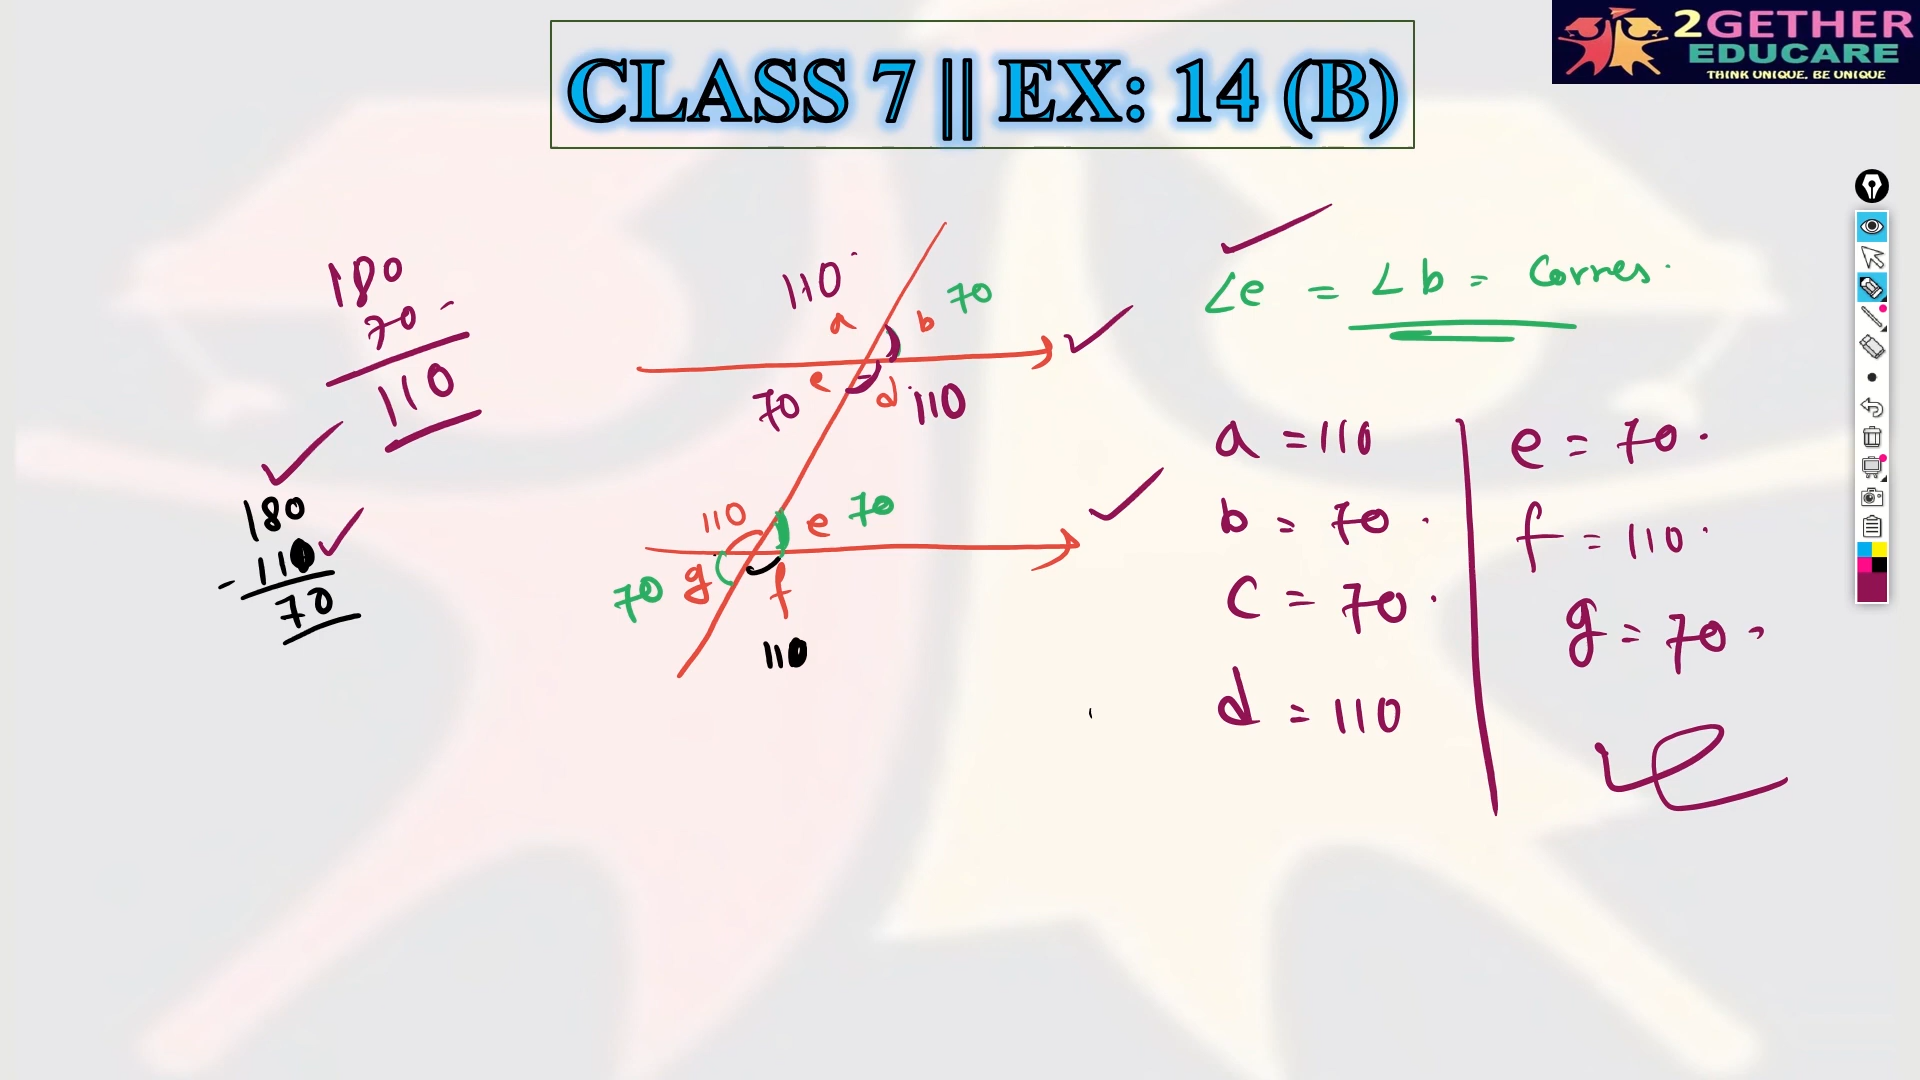 CLASS 7 || EX: 14 (B)
2GETHER
EDUCARE
THINK UNIQUE, BE UNIQUE
180
70 -
110
180
- 110
70
110
a
b 70
70 e
d 110
110
e 70
70 g
f
110
∠e = ∠b = Corres.
a = 110
b = 70.
c = 70.
d = 110
e = 70.
f = 110.
g = 70